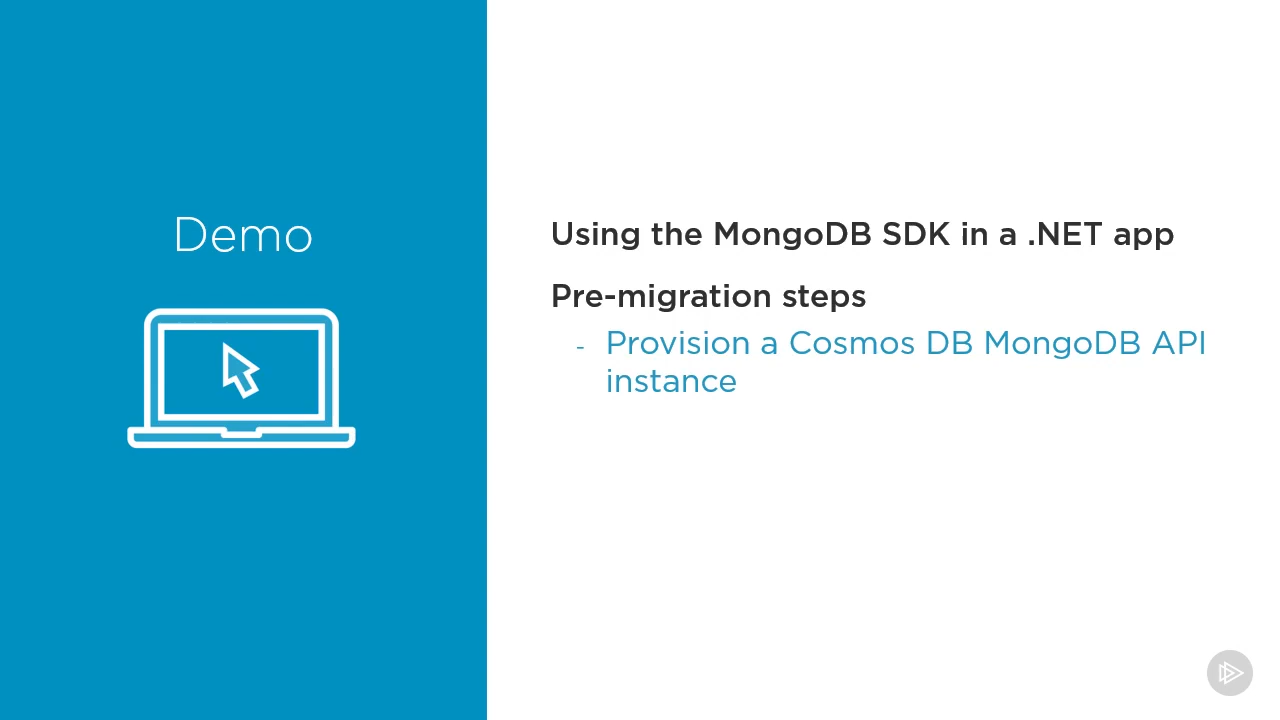 Demo
Using the MongoDB SDK in a .NET app
Pre-migration steps
- Provision a Cosmos DB MongoDB API
instance